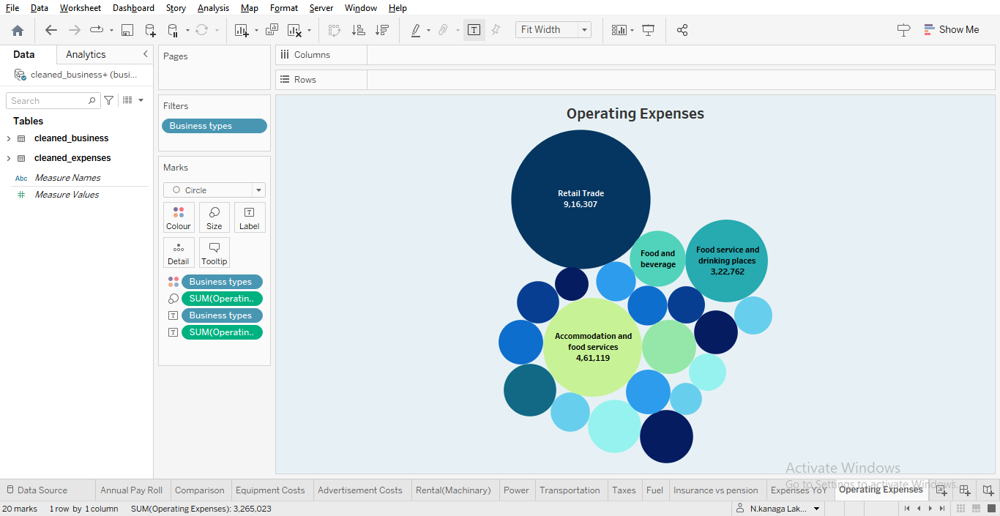 File Data Worksheet Dashboard Story Analysis Map Format Server Window Help
Fit Width
Show Me
Data Analytics
cleaned_business+ (busi...
Search
Tables
cleaned_business
cleaned_expenses
Abc Measure Names
# Measure Values
Pages
Filters
Business types
Marks
Circle
Colour Size Label
Detail Tooltip
Business types
SUM(Operatin..
Business types
SUM(Operatin..
Columns
Rows
Operating Expenses
Retail Trade
9,16,307
Food and
beverage
Food service and
drinking places
3,22,762
Accommodation and
food services
4,61,119
Activate Windows
Go to Settings to activate Windows.
Data Source Annual Pay Roll Comparison Equipment Costs Advertisement Costs Rental(Machinary) Power Transportation Taxes Fuel Insurance vs pension Expenses YoY Operating Expenses
20 marks 1 row by 1 column SUM(Operating Expenses): 3,265,023 N.kanaga Lak...